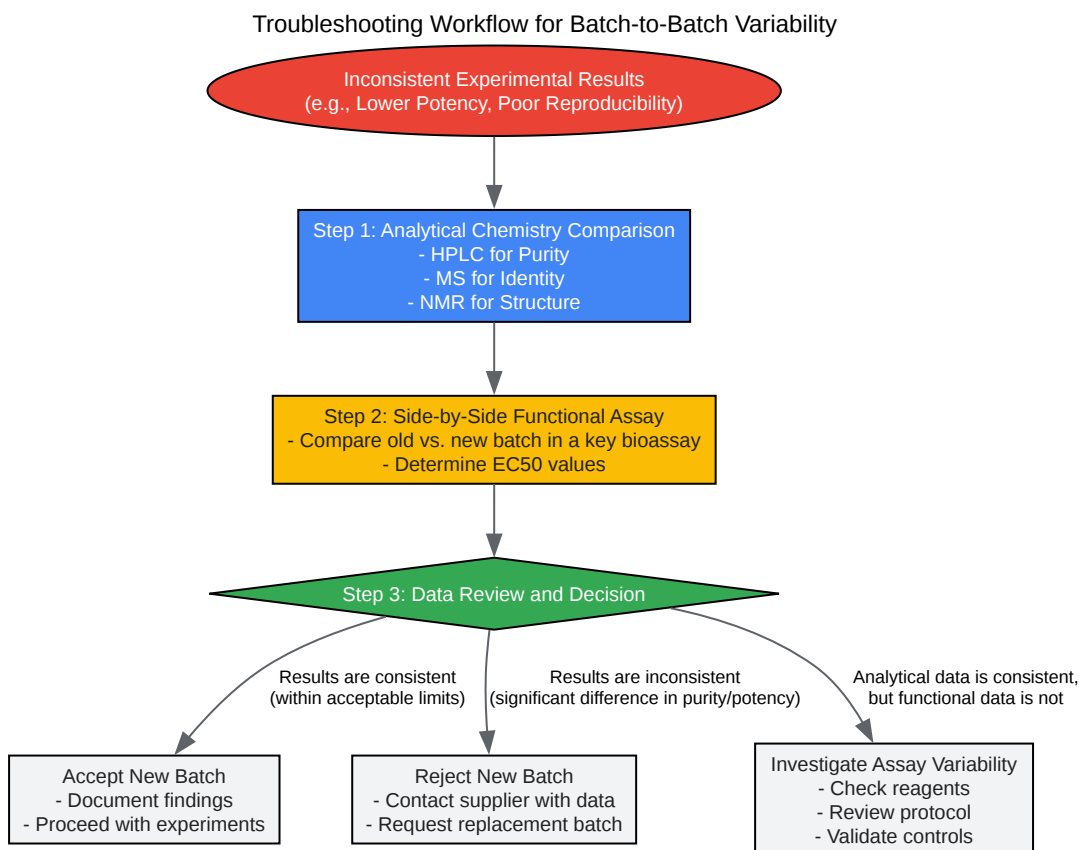 Troubleshooting Workflow for Batch-to-Batch Variability
Inconsistent Experimental Results
(e.g., Lower Potency, Poor Reproducibility)
Step 1: Analytical Chemistry Comparison
- HPLC for Purity
- MS for Identity
- NMR for Structure
Step 2: Side-by-Side Functional Assay
- Compare old vs. new batch in a key bioassay
- Determine EC50 values
Step 3: Data Review and Decision
Results are consistent
(within acceptable limits)
Results are inconsistent
(significant difference in purity/potency)
Analytical data is consistent,
but functional data is not
Accept New Batch
- Document findings
- Proceed with experiments
Reject New Batch
- Contact supplier with data
- Request replacement batch
Investigate Assay Variability
- Check reagents
- Review protocol
- Validate controls